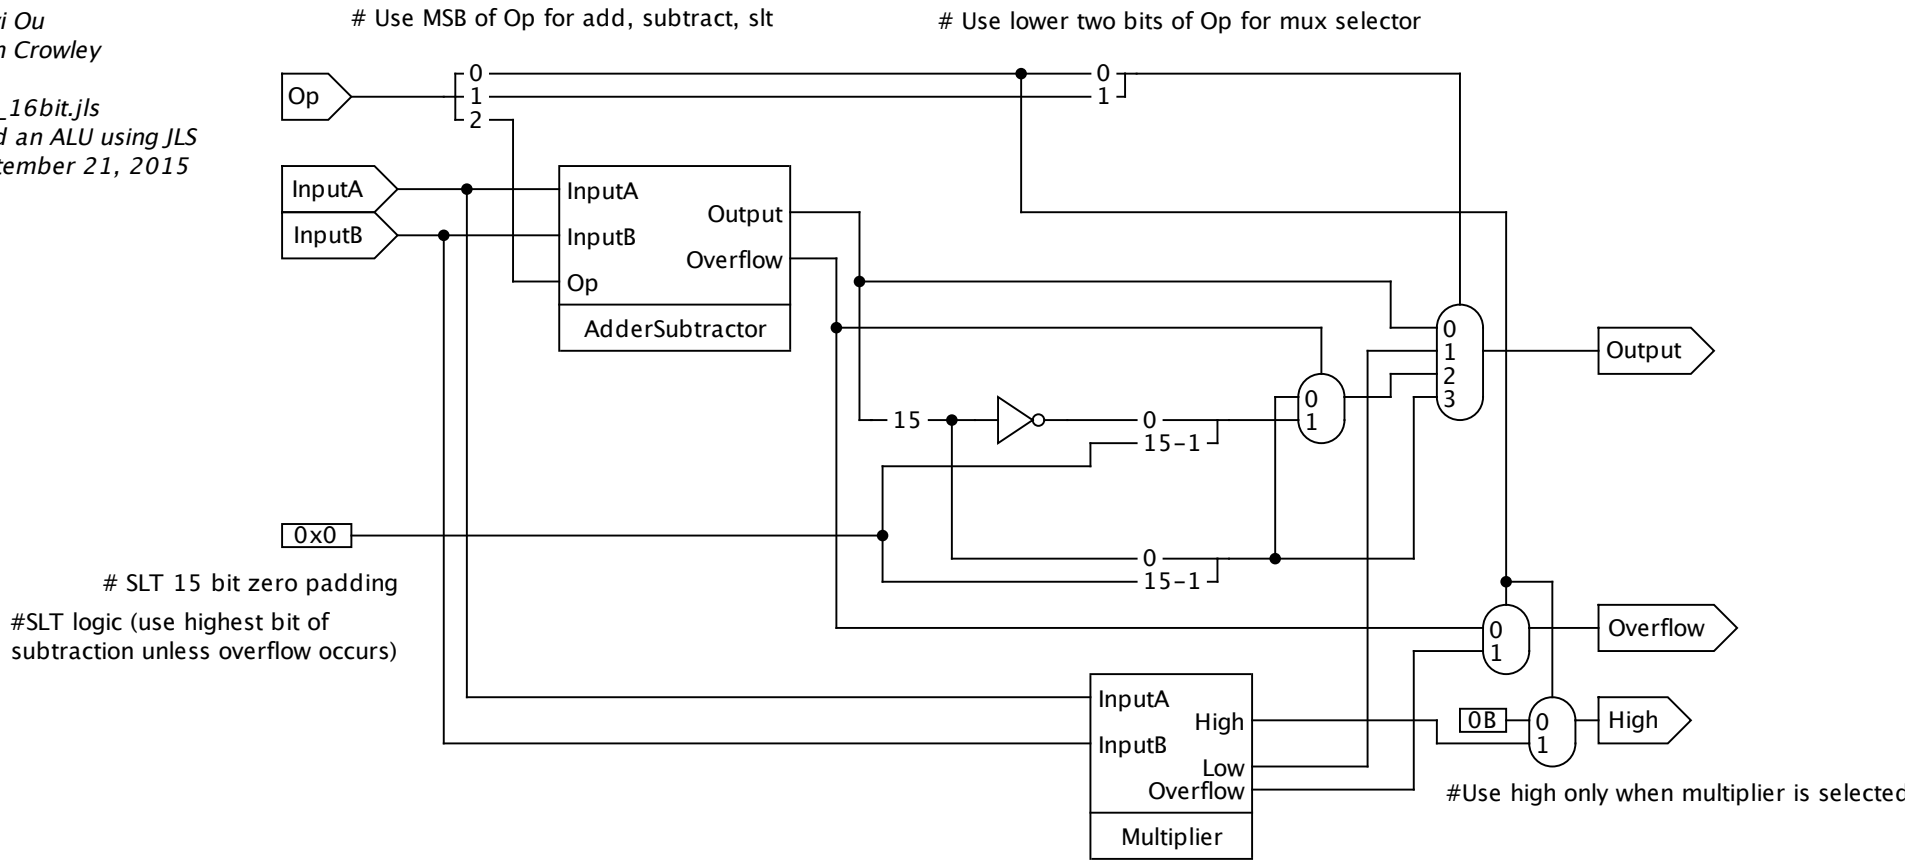 # Use MSB of Op for add, subtract, slt
# Use lower two bits of Op for mux selector
Ou
Crowley
_16bit.jls
an ALU using JLS
21, 2015
Op
0
1
2
0
1
InputA
InputB
InputA
InputB
Op
Output
Overflow
AdderSubtractor
0
1
2
3
Output
15
0
15-1
0
1
0x0
0
15-1
# SLT 15 bit zero padding
#SLT logic (use highest bit of
subtraction unless overflow occurs)
0
1
Overflow
InputA
InputB
High
Low
Overflow
Multiplier
0B
0
1
High
#Use high only when multiplier is selected